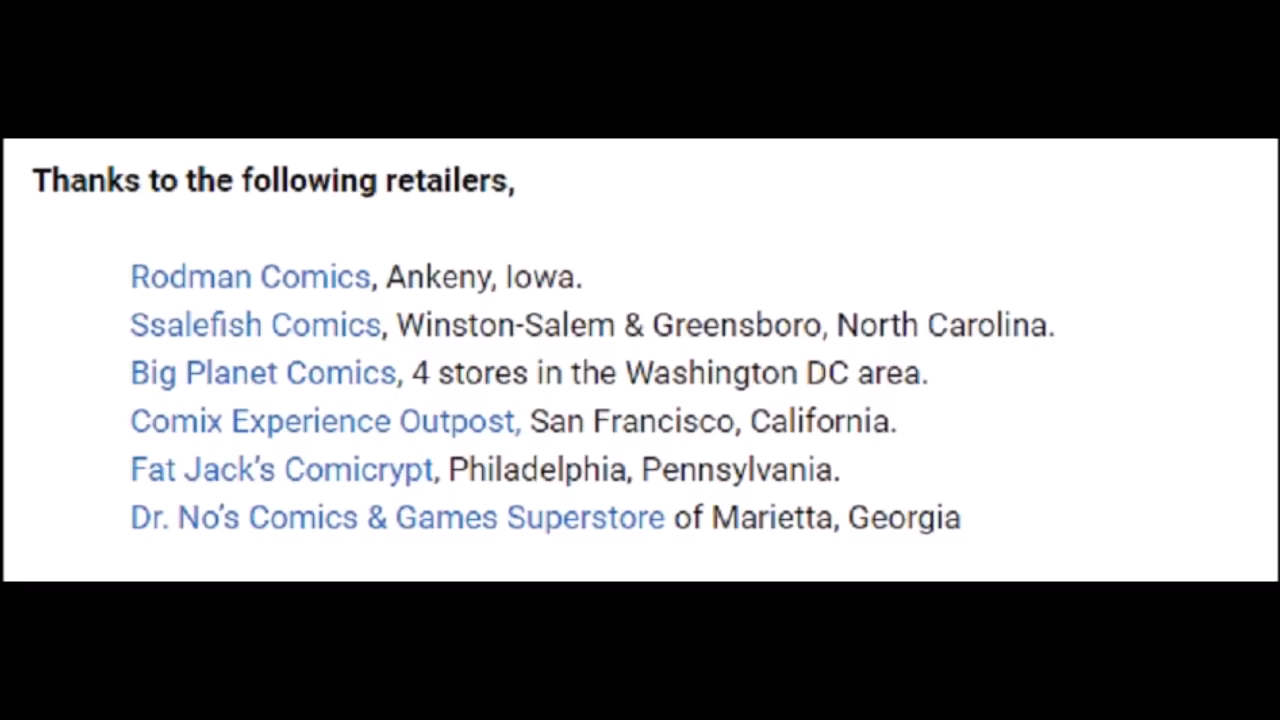 Thanks to the following retailers,
Rodman Comics, Ankeny, Iowa.
Ssalefish Comics, Winston-Salem & Greensboro, North Carolina.
Big Planet Comics, 4 stores in the Washington DC area.
Comix Experience Outpost, San Francisco, California.
Fat Jack’s Comicrypt, Philadelphia, Pennsylvania.
Dr. No’s Comics & Games Superstore of Marietta, Georgia